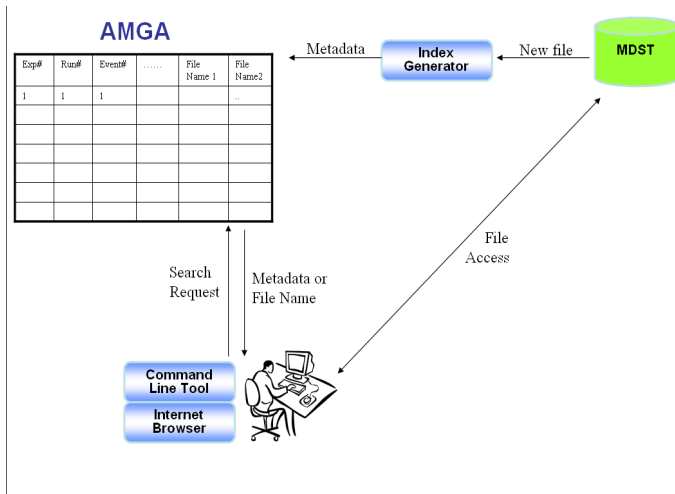 AMGA
Exp# Run# Event# ...... File Name 1 File Name2
1 1 1 ..
Metadata
Index
Generator
New file
MDST
File
Access
Search
Request
Metadata or
File Name
Command
Line Tool
Internet
Browser